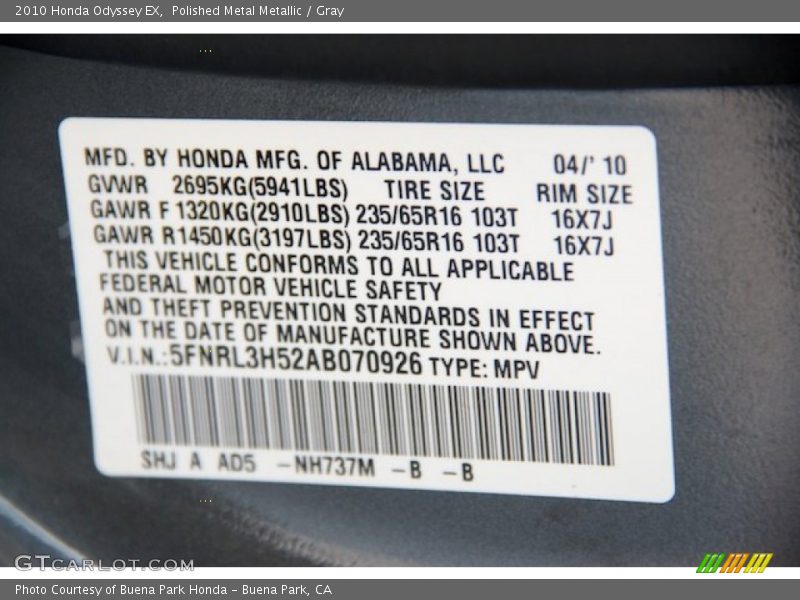 2010 Honda Odyssey EX, Polished Metal Metallic / Gray
MFD. BY HONDA MFG. OF ALABAMA, LLC 04/' 10
GVWR 2695KG(5941LBS) TIRE SIZE RIM SIZE
GAWR F 1320KG(2910LBS) 235/65R16 103T 16X7J
GAWR R1450KG(3197LBS) 235/65R16 103T 16X7J
THIS VEHICLE CONFORMS TO ALL APPLICABLE
FEDERAL MOTOR VEHICLE SAFETY
AND THEFT PREVENTION STANDARDS IN EFFECT
ON THE DATE OF MANUFACTURE SHOWN ABOVE.
V.I.N.:5FNRL3H52AB070926 TYPE: MPV
SHJ A AD5 -NH737M -B -B
GTCARLOT.COM
Photo Courtesy of Buena Park Honda - Buena Park, CA